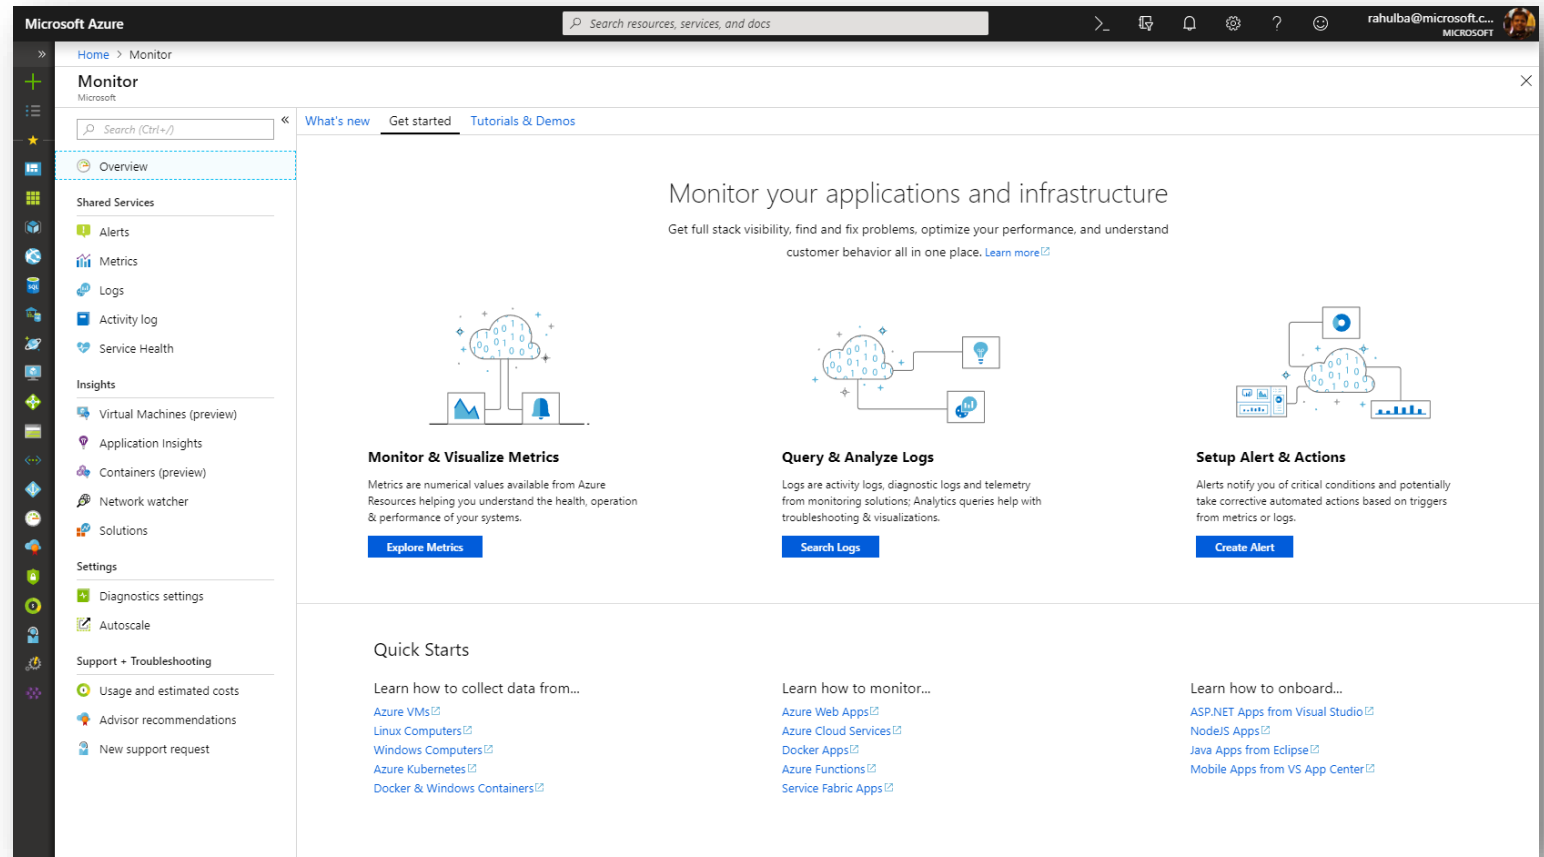 Microsoft Azure
Search resources, services, and docs
rahulba@microsoft.c...
MICROSOFT
Home > Monitor
Monitor
Microsoft
Search (Ctrl+/)
What's new Get started Tutorials & Demos
Overview
Shared Services
Alerts
Metrics
Logs
Activity log
Service Health
Insights
Virtual Machines (preview)
Application Insights
Containers (preview)
Network watcher
Solutions
Settings
Diagnostics settings
Autoscale
Support + Troubleshooting
Usage and estimated costs
Advisor recommendations
New support request
Monitor your applications and infrastructure
Get full stack visibility, find and fix problems, optimize your performance, and understand
customer behavior all in one place. Learn more
Monitor & Visualize Metrics
Metrics are numerical values available from Azure
Resources helping you understand the health, operation
& performance of your systems.
Explore Metrics
Query & Analyze Logs
Logs are activity logs, diagnostic logs and telemetry
from monitoring solutions; Analytics queries help with
troubleshooting & visualizations.
Search Logs
Setup Alert & Actions
Alerts notify you of critical conditions and potentially
take corrective automated actions based on triggers
from metrics or logs.
Create Alert
Quick Starts
Learn how to collect data from...
Azure VMs
Linux Computers
Windows Computers
Azure Kubernetes
Docker & Windows Containers
Learn how to monitor...
Azure Web Apps
Azure Cloud Services
Docker Apps
Azure Functions
Service Fabric Apps
Learn how to onboard...
ASP.NET Apps from Visual Studio
NodeJS Apps
Java Apps from Eclipse
Mobile Apps from VS App Center